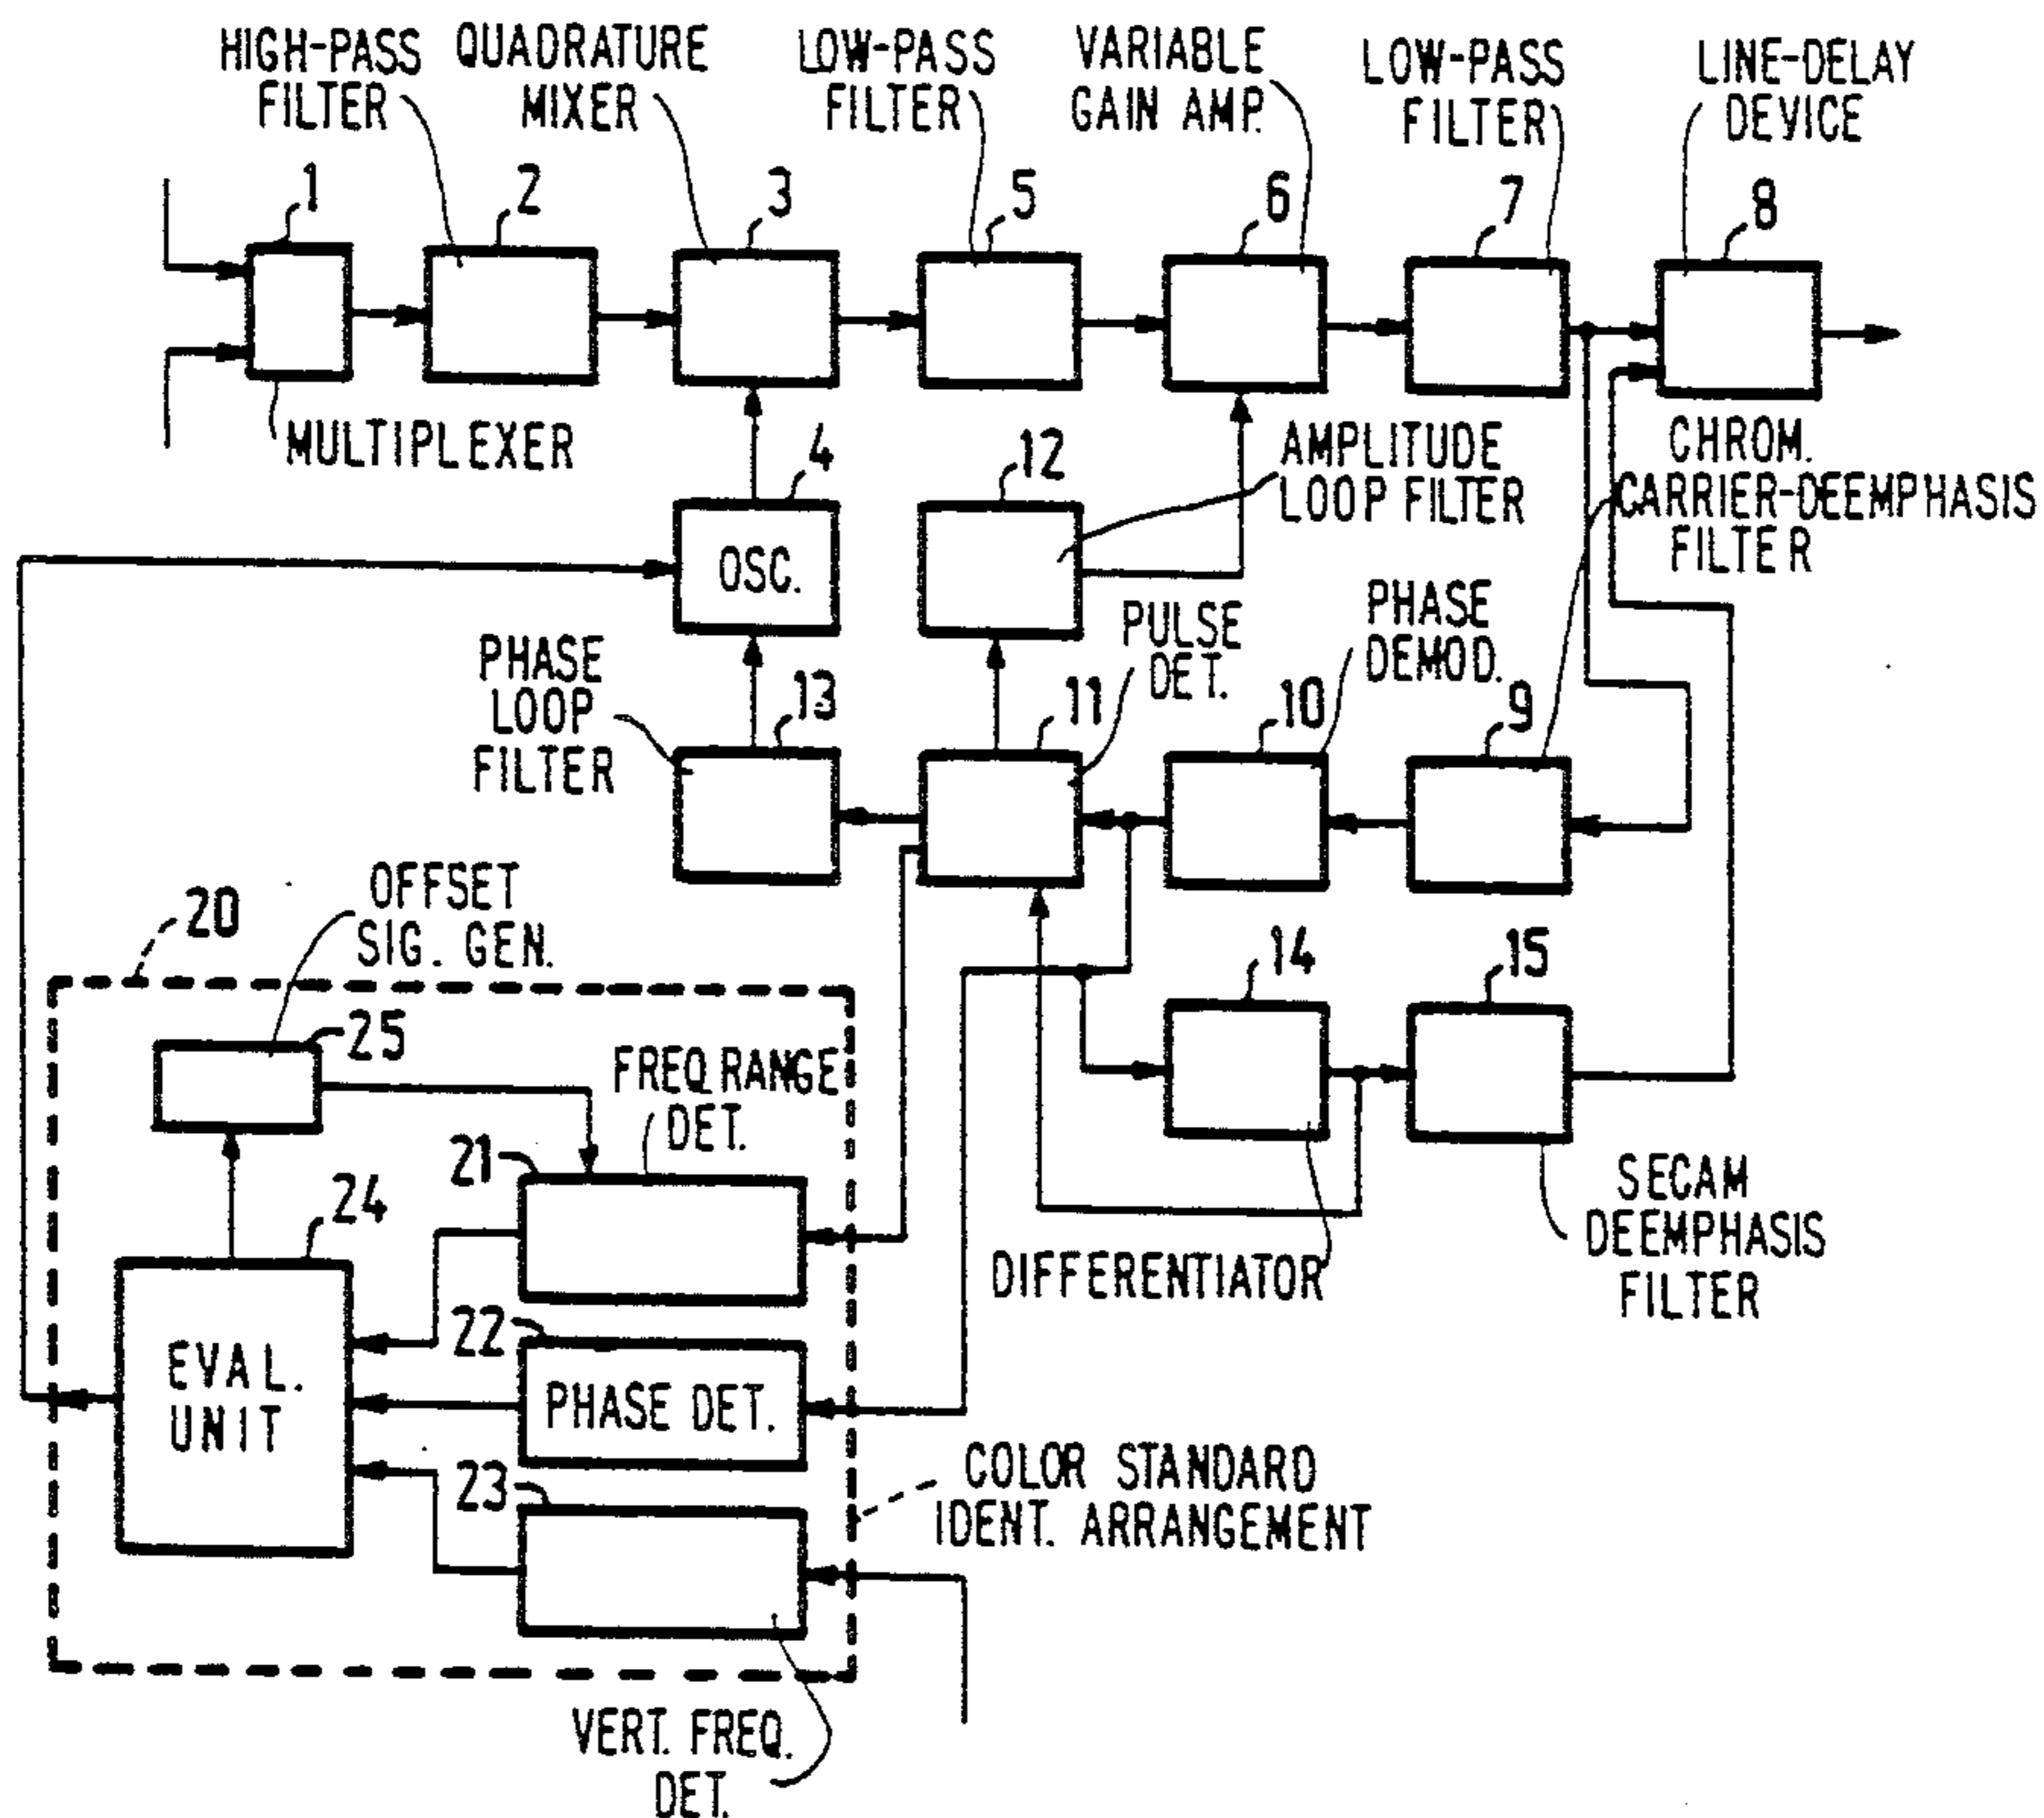 HIGH-PASS
FILTER
QUADRATURE
MIXER
LOW-PASS
FILTER
VARIABLE
GAIN AMP.
LOW-PASS
FILTER
LINE-DELAY
DEVICE
1
2
3
5
6
7
8
MULTIPLEXER
4
OSC.
12
AMPLITUDE
LOOP FILTER
CHROM.
CARRIER-DEEMPHASIS
FILTER
PHASE
LOOP
FILTER
13
11
PULSE
DET.
10
PHASE
DEMOD.
9
20
OFFSET
SIG. GEN.
25
14
15
FREQ. RANGE
DET.
21
24
EVAL.
UNIT
22
PHASE DET.
23
DIFFERENTIATOR
SECAM
DEEMPHASIS
FILTER
COLOR STANDARD
IDENT. ARRANGEMENT
VERT. FREQ.
DET.